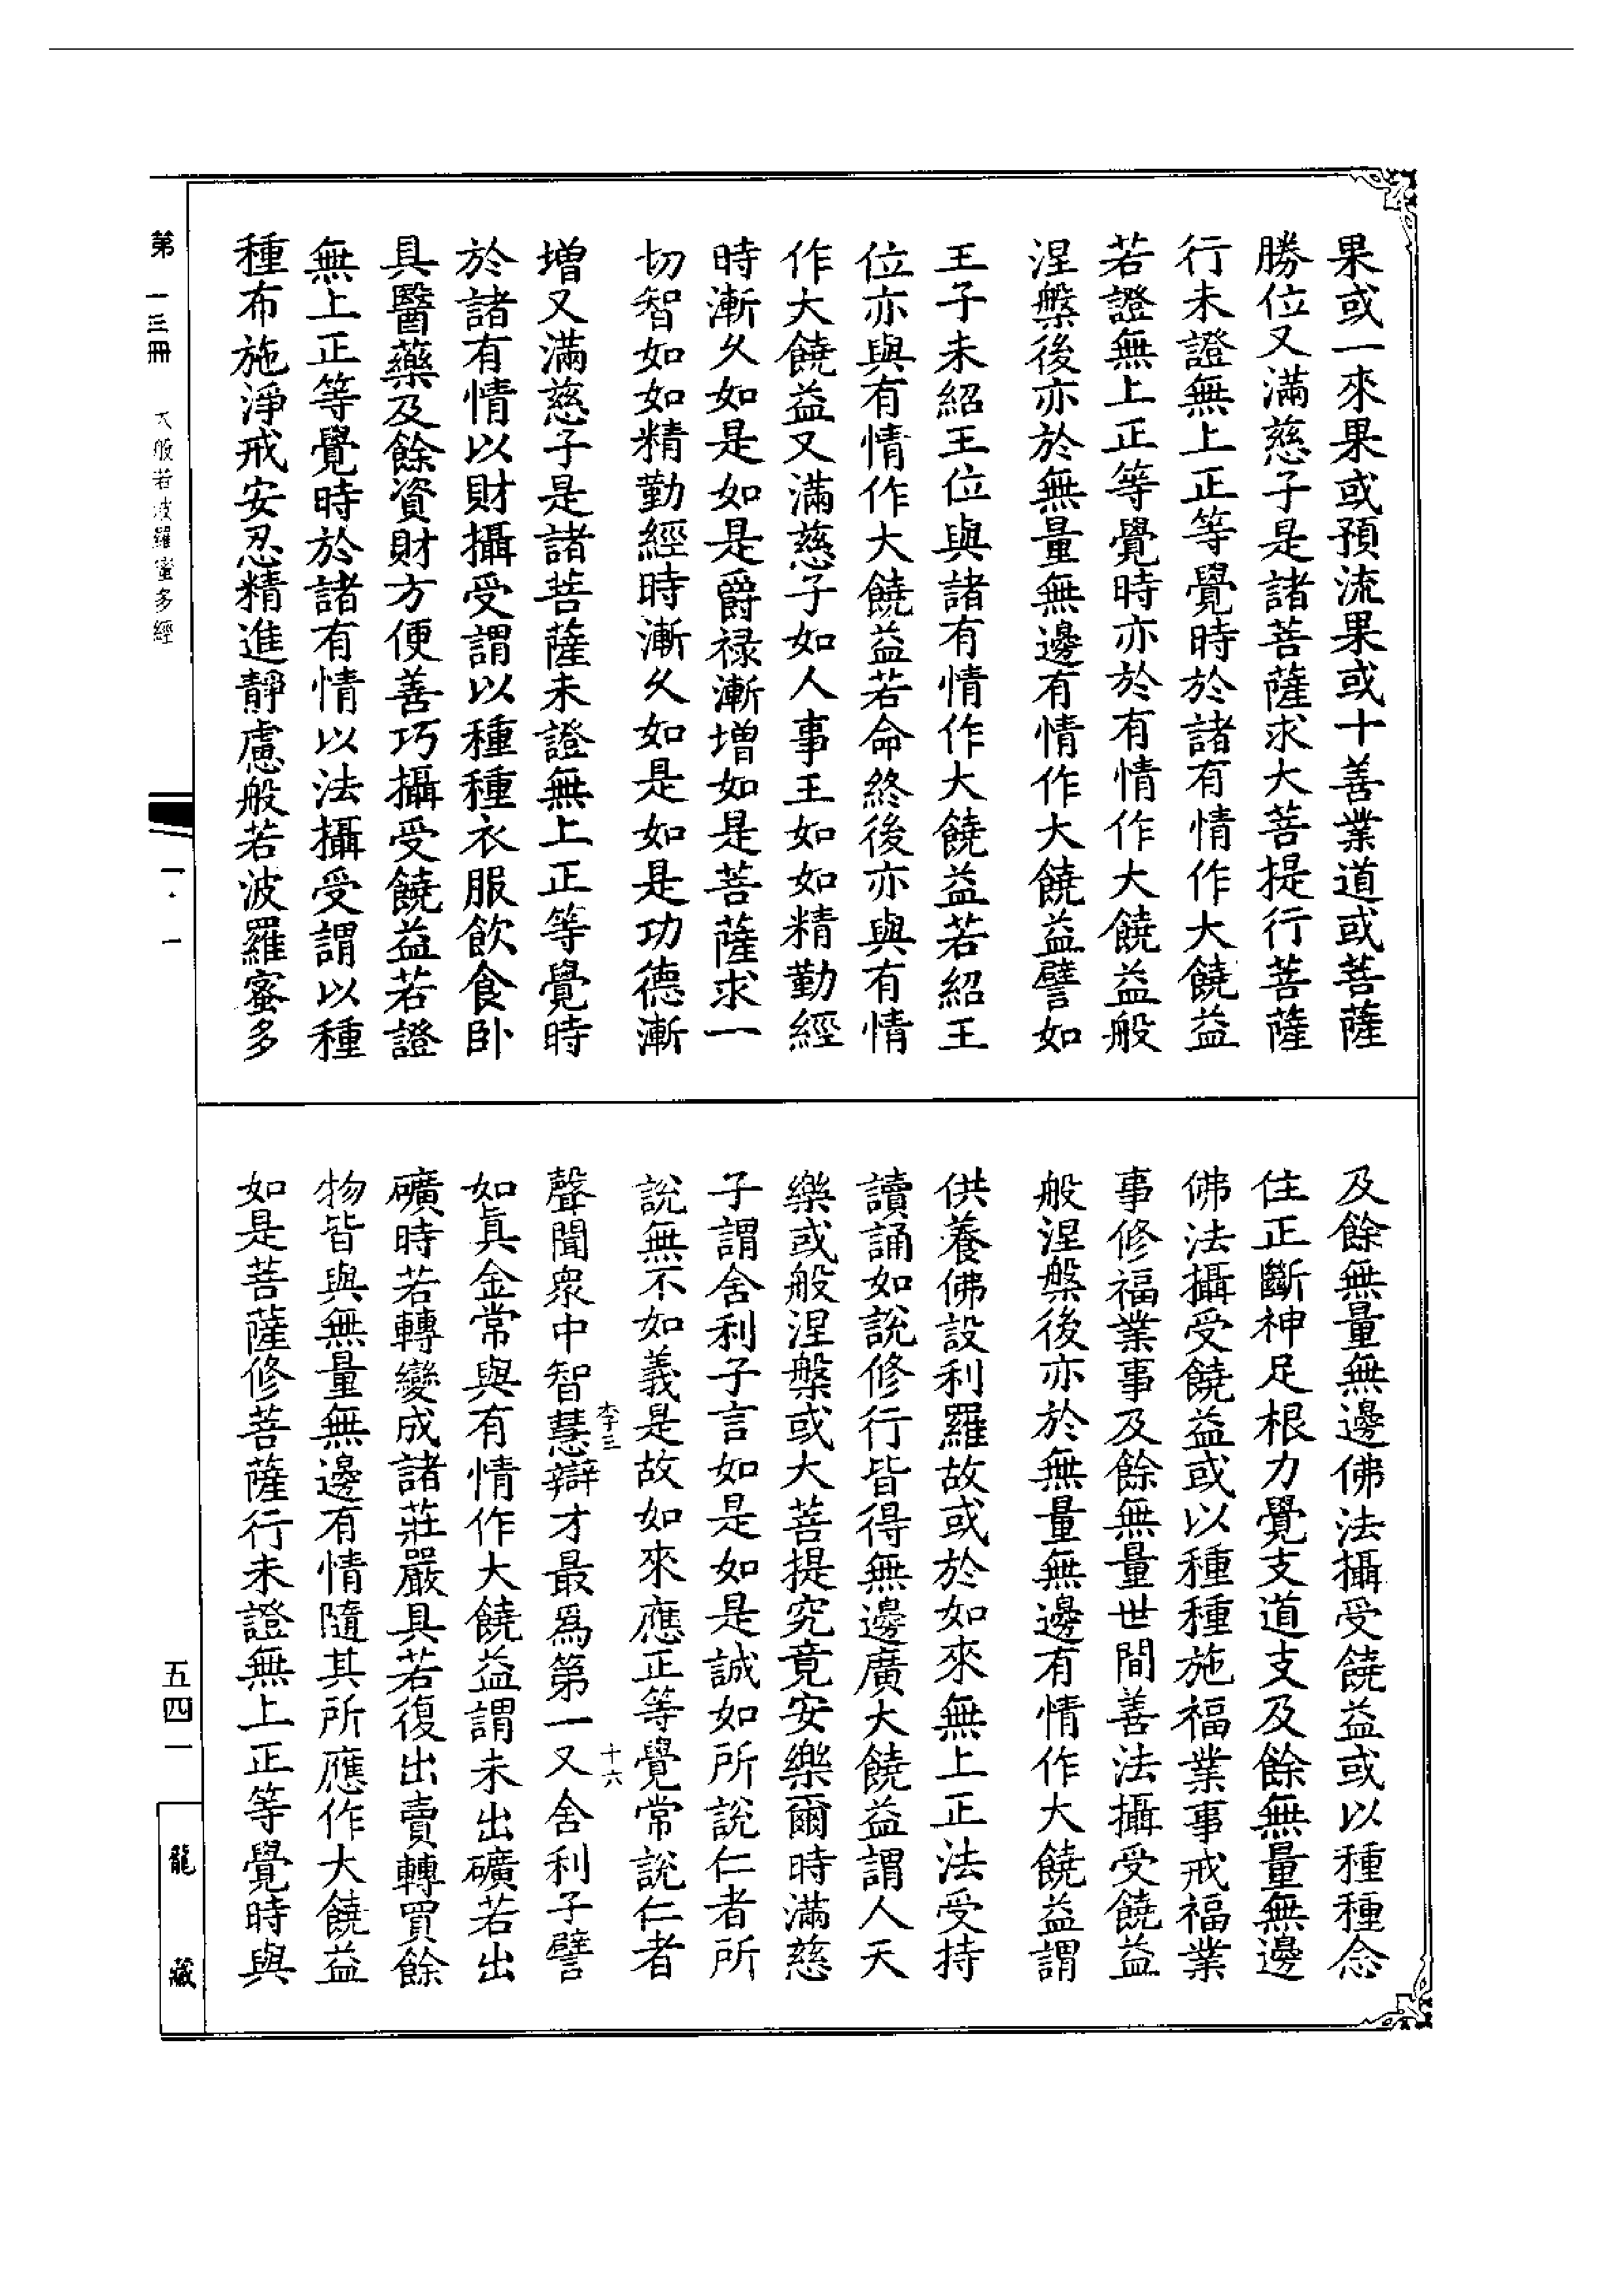 果或一來果或預流果或十善業道或菩薩
勝位又滿慈子是諸菩薩求大菩提行菩薩
行未證無上正等覺時於諸有情作大饒益
若證無上正等覺時亦於有情作大饒益般
涅槃後亦於無量無邊有情作大饒益譬如
王子未紹王位與諸有情作大饒益若紹王
位亦與有情作大饒益若命終後亦與有情
作大饒益又滿慈子如人事王如如精勤經
時漸久如是如是爵祿漸增如是菩薩求一
切智如如精勤經時漸久如是如是功德漸
增又滿慈子是諸菩薩未證無上正等覺時
於諸有情以財攝受謂以種種衣服飲食卧
具醫藥及餘資財方便善巧攝受饒益若證
無上正等覺時於諸有情以法攝受謂以種
種布施淨戒安忍精進靜慮般若波羅蜜多
及餘無量無邊佛法攝受饒益或以種種念
住正斷神足根力覺支道支及餘無量無邊
佛法攝受饒益或以種種施福業事戒福業
事修福業事及餘無量世間善法攝受饒益
般涅槃後亦於無量無邊有情作大饒益謂
供養佛設利羅故或於如來無上正法受持
讀誦如說修行皆得無邊廣大饒益謂人天
樂或般涅槃或大菩提究竟安樂爾時滿慈
子謂舍利子言如是如是誠如所說仁者所
說無不如義是故如來應正等覺常說仁者
李三
十六
聲聞衆中智慧辯才最爲第一又舍利子譬
如真金常與有情作大饒益謂未出礦若出
礦時若轉變成諸莊嚴具若復出賣轉買餘
物皆與無量無邊有情隨其所應作大饒益
如是菩薩修菩薩行未證無上正等覺時與
第一三冊
大般若波羅蜜多經
一·一
五四一
龍藏